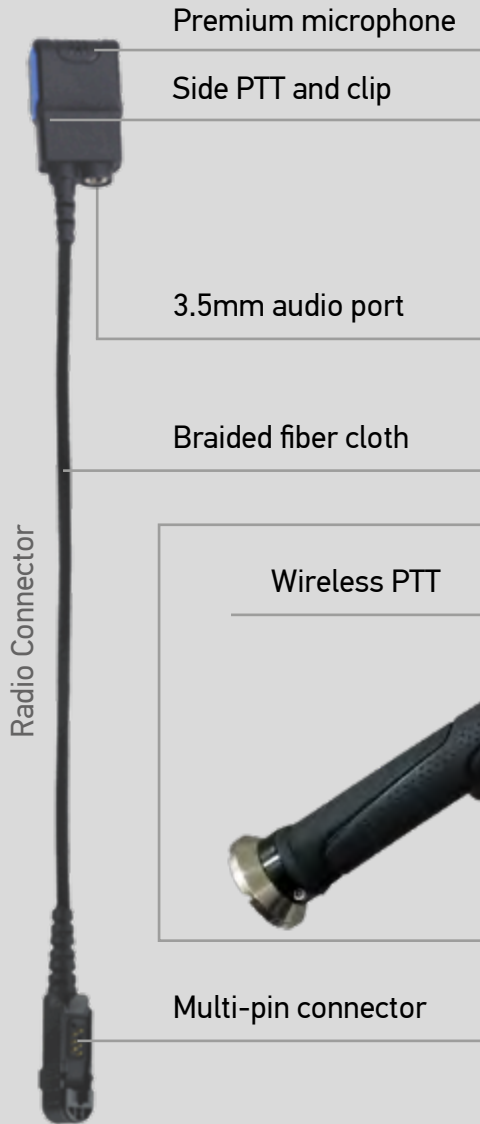 Premium microphone
Side PTT and clip
3.5mm audio port
Braided fiber cloth
Radio Connector
Wireless PTT
Multi-pin connector